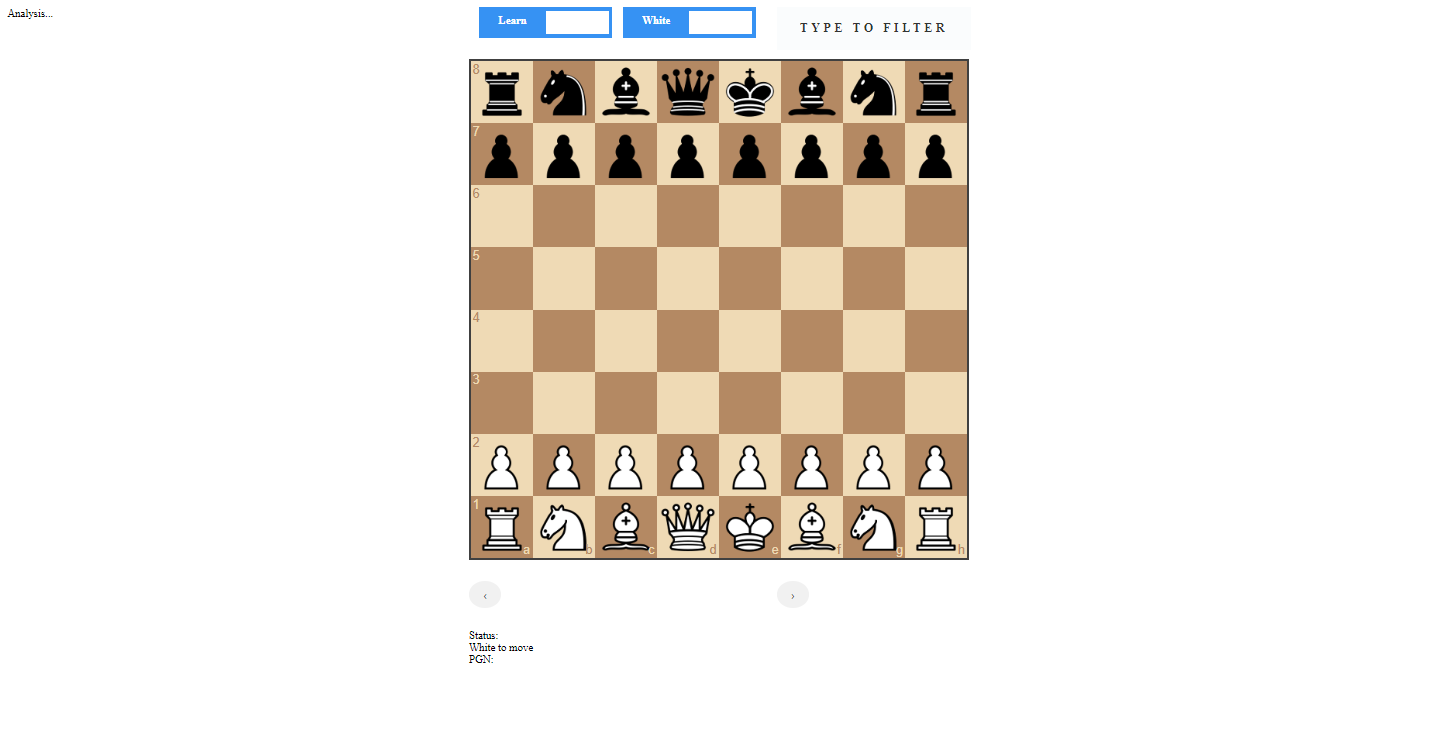 Analysis...
Learn
White
TYPE TO FILTER
8
7
6
5
4
3
2
1
a b c d e f g h
‹ ›
Status:
White to move
PGN: